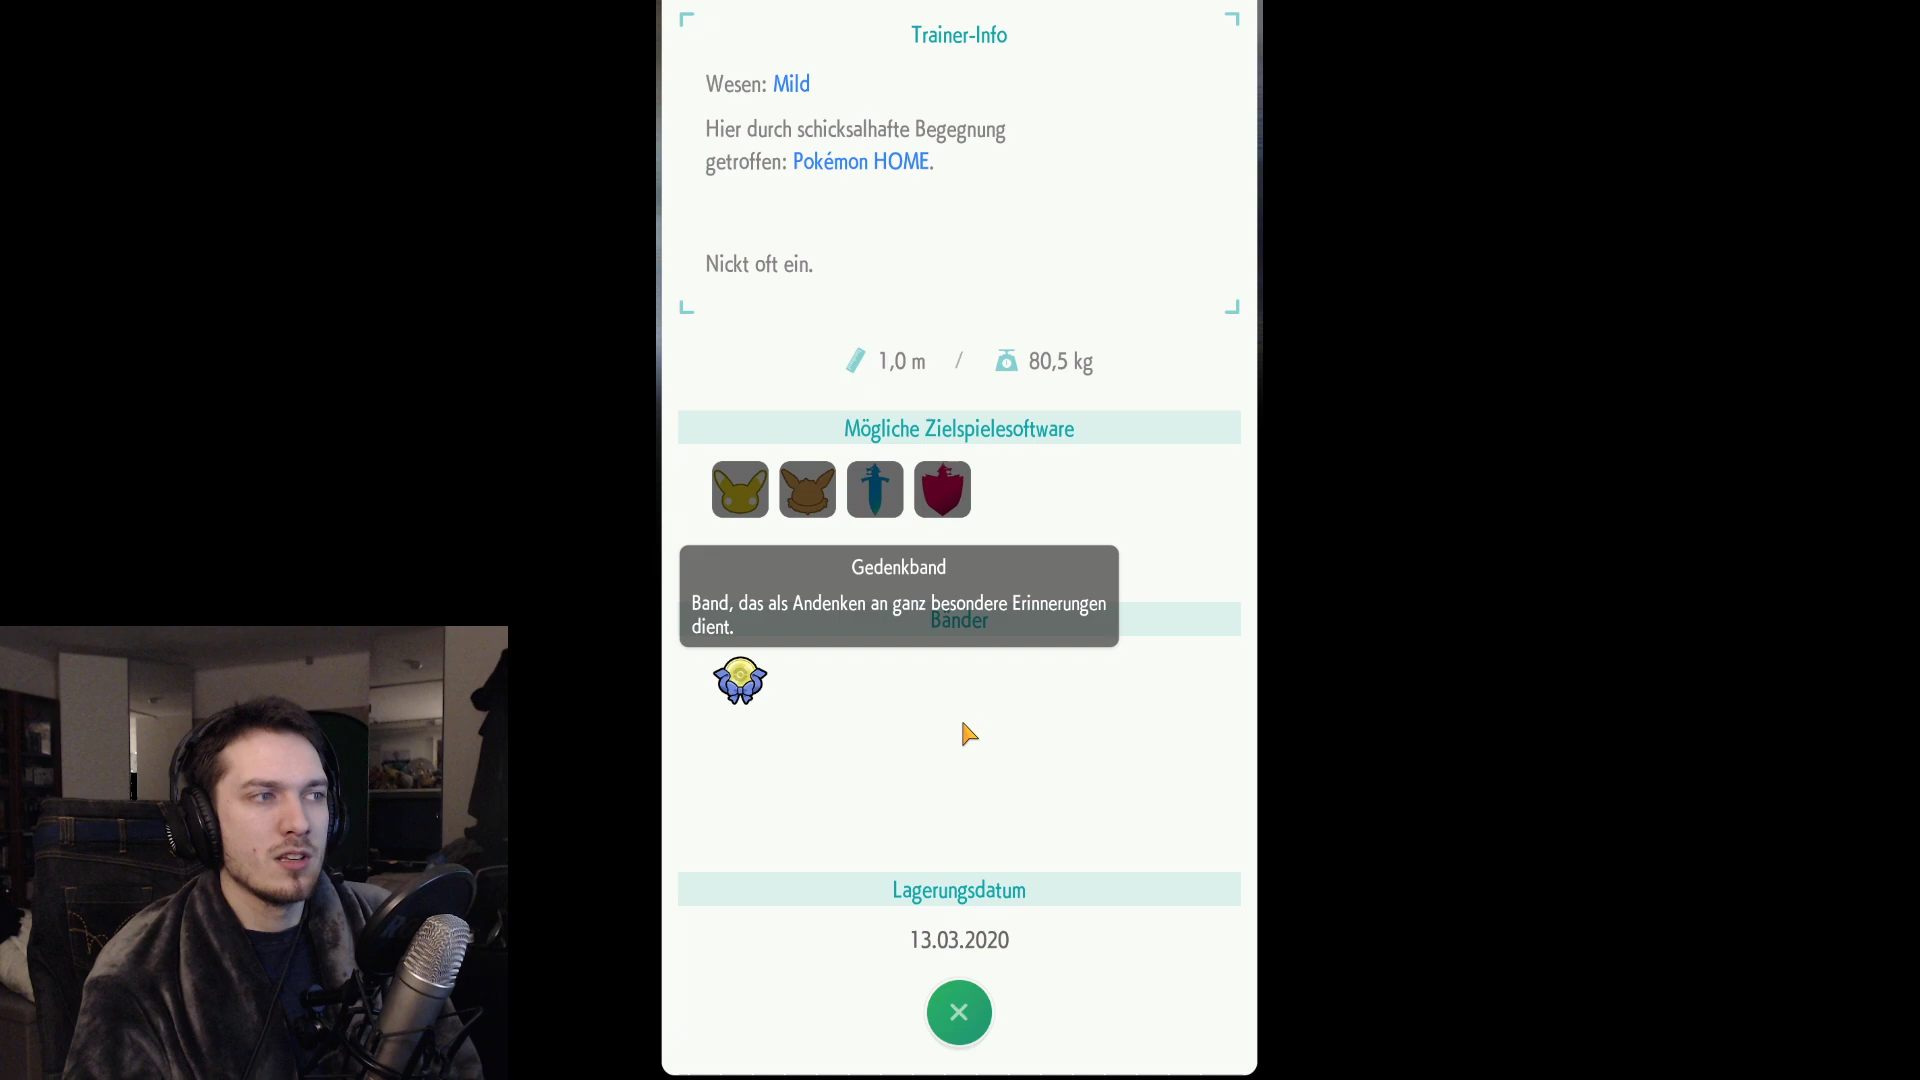 Trainer-Info
Wesen: Mild
Hier durch schicksalhafte Begegnung
getroffen: Pokémon HOME.
Nickt oft ein.
1,0 m / 80,5 kg
Mögliche Zielspielesoftware
Gedenkband
Band, das als Andenken an ganz besondere Erinnerungen
dient.
Bänder
Lagerungsdatum
13.03.2020